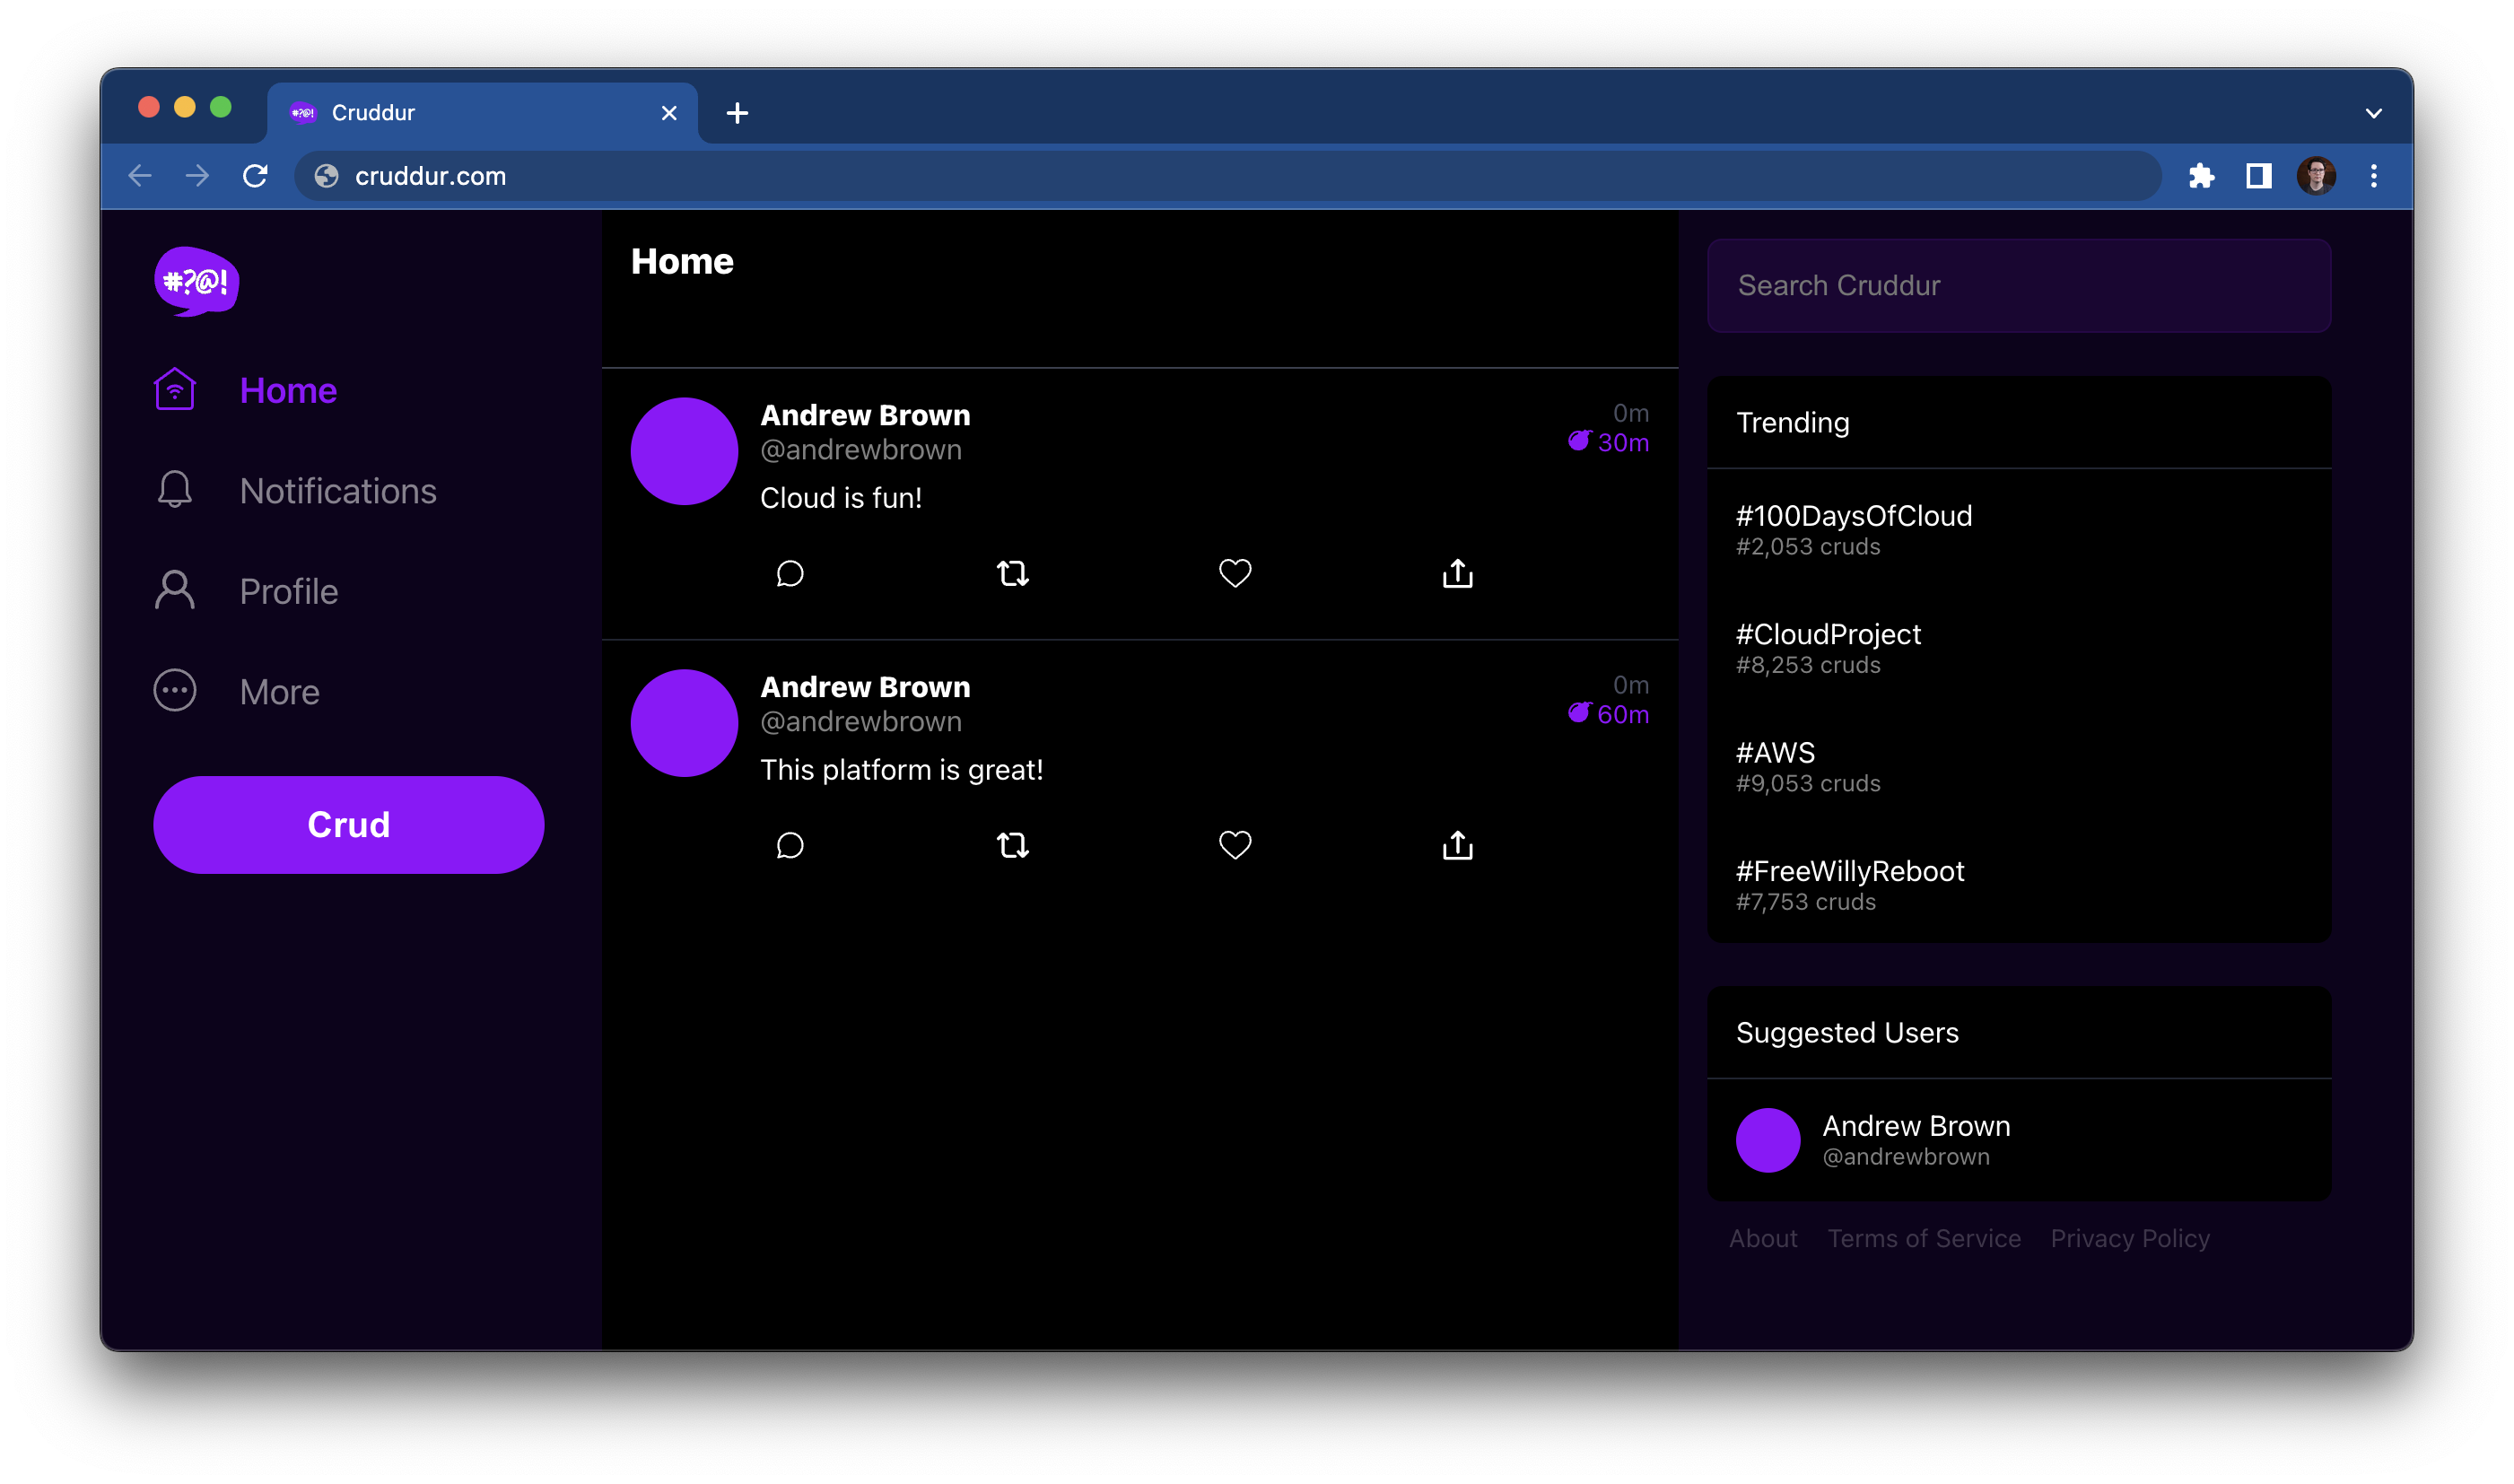 Cruddur
cruddur.com
#?@!
Home
Notifications
Profile
More
Crud
Home
Andrew Brown
@andrewbrown
0m
30m
Cloud is fun!
Andrew Brown
@andrewbrown
0m
60m
This platform is great!
Search Cruddur
Trending
#100DaysOfCloud
#2,053 cruds
#CloudProject
#8,253 cruds
#AWS
#9,053 cruds
#FreeWillyReboot
#7,753 cruds
Suggested Users
Andrew Brown
@andrewbrown
About Terms of Service Privacy Policy